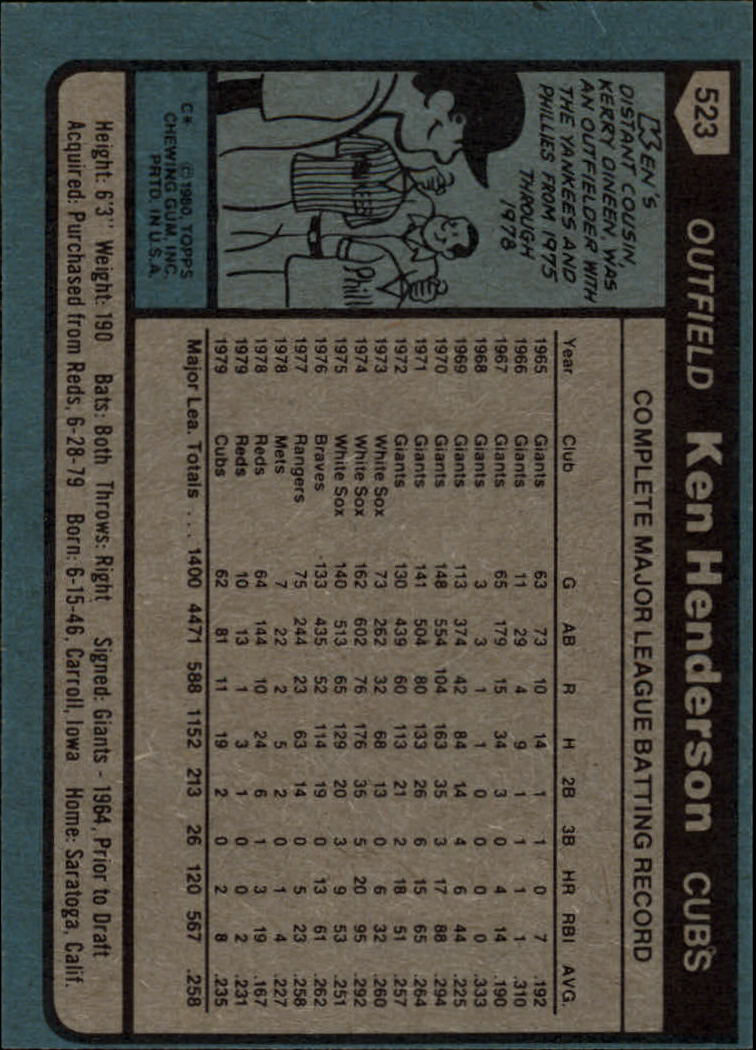 523 OUTFIELD Ken Henderson CUBS
KEN'S
DISTANT COUSIN,
KERRY DINEEN, WAS
AN OUTFIELDER WITH
THE YANKEES AND
PHILLIES FROM 1975
THROUGH
1978
YANKEES
Phill
C* © 1980, TOPPS
CHEWING GUM, INC.
PRTD. IN U.S.A.
COMPLETE MAJOR LEAGUE BATTING RECORD
Year Club G AB R H 2B 3B HR RBI AVG.
1965 Giants 63 73 10 14 1 1 0 7 .192
1966 Giants 11 29 4 9 1 1 1 1 .310
1967 Giants 65 179 15 34 3 0 4 14 .190
1968 Giants 3 3 1 1 0 0 0 0 .333
1969 Giants 113 374 42 84 14 4 6 44 .225
1970 Giants 148 554 104 163 35 3 17 88 .294
1971 Giants 141 504 80 133 26 6 15 65 .264
1972 Giants 130 439 60 113 21 2 18 51 .257
1973 White Sox 73 262 32 68 13 0 6 32 .260
1974 White Sox 162 602 76 176 35 5 20 95 .292
1975 White Sox 140 513 65 129 20 3 9 53 .251
1976 Braves 133 435 52 114 19 0 13 61 .262
1977 Rangers 75 244 23 63 14 0 5 23 .258
1978 Mets 7 22 2 5 2 0 1 4 .227
1978 Reds 64 144 10 24 6 1 3 19 .167
1979 Reds 10 13 1 3 1 0 0 2 .231
1979 Cubs 62 81 11 19 2 0 2 8 .235
Major Lea. Totals . . . 1400 4471 588 1152 213 26 120 567 .258
Height: 6'3" Weight: 190 Bats: Both Throws: Right Signed: Giants - 1964, Prior to Draft
Acquired: Purchased from Reds, 6-28-79 Born: 6-15-46, Carroll, Iowa Home: Saratoga, Calif.